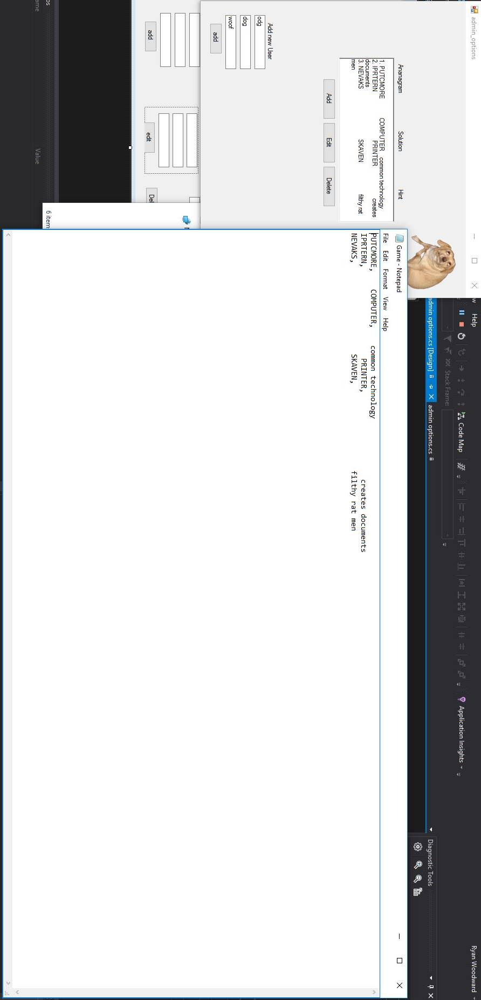 admin_options
Ananagram Solution Hint
1. PUTCMORE COMPUTER common technology
2. IPRTERN PRINTER creates
documents
3. NEVAKS SKAVEN filthy rat
men
Add Edit Delete
Add new User
odg
dog
woof
add
add
edit
Value
6 item
Help
admin options.cs [Design]
admin options.cs
Stack Frame:
Code Map
Application Insights
Ryan Woodward
Diagnostic Tools
Game - Notepad
File Edit Format View Help
PUTCMORE, COMPUTER, common technology
IPRTERN, PRINTER, creates documents
NEVAKS, SKAVEN, filthy rat men